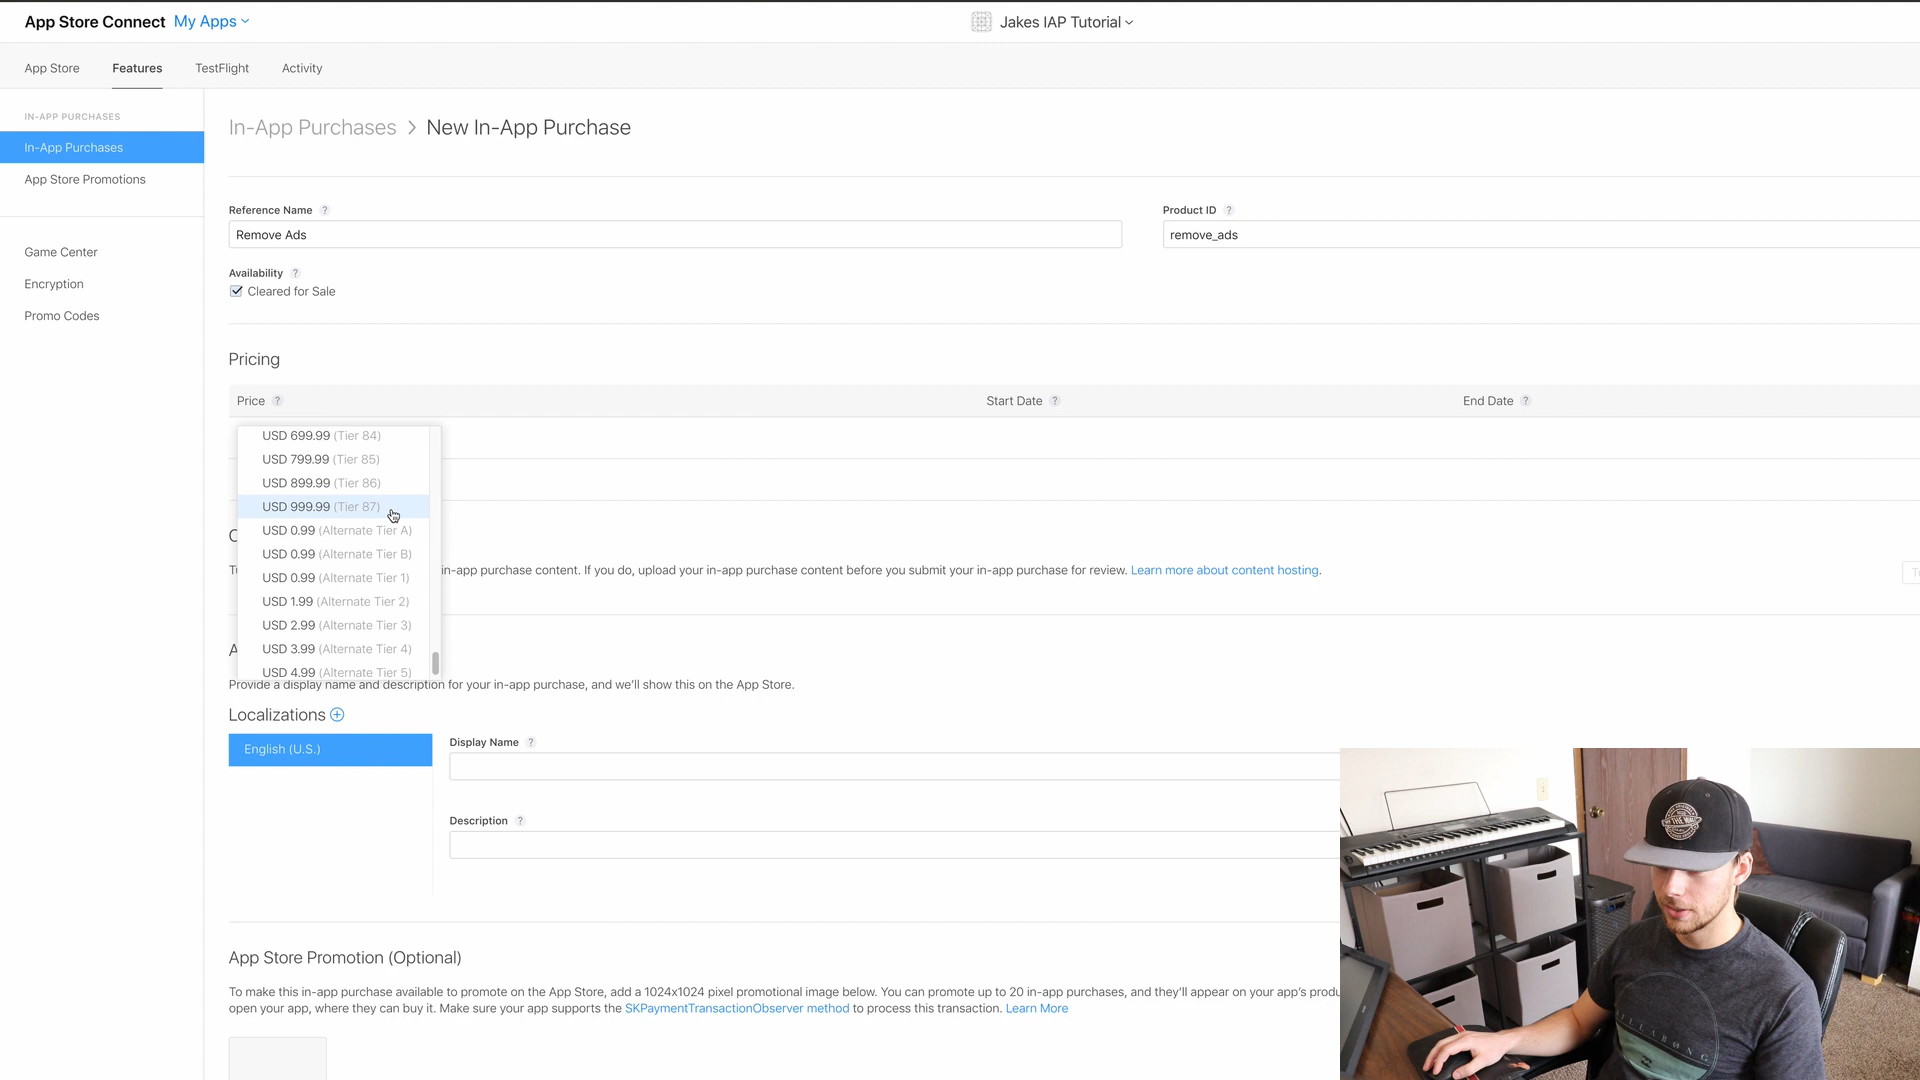 App Store Connect My Apps
Jakes IAP Tutorial
App Store Features TestFlight Activity
IN-APP PURCHASES
In-App Purchases
App Store Promotions
Game Center
Encryption
Promo Codes
In-App Purchases > New In-App Purchase
Reference Name ?
Remove Ads
Product ID ?
remove_ads
Availability ?
Cleared for Sale
Pricing
Price ? Start Date ? End Date ?
USD 699.99 (Tier 84)
USD 799.99 (Tier 85)
USD 899.99 (Tier 86)
USD 999.99 (Tier 87)
USD 0.99 (Alternate Tier A)
USD 0.99 (Alternate Tier B)
USD 0.99 (Alternate Tier 1)
USD 1.99 (Alternate Tier 2)
USD 2.99 (Alternate Tier 3)
USD 3.99 (Alternate Tier 4)
USD 4.99 (Alternate Tier 5)
in-app purchase content. If you do, upload your in-app purchase content before you submit your in-app purchase for review. Learn more about content hosting.
Provide a display name and description for your in-app purchase, and we'll show this on the App Store.
Localizations
English (U.S.)
Display Name ?
Description ?
App Store Promotion (Optional)
To make this in-app purchase available to promote on the App Store, add a 1024x1024 pixel promotional image below. You can promote up to 20 in-app purchases, and they'll appear on your app's produ
open your app, where they can buy it. Make sure your app supports the SKPaymentTransactionObserver method to process this transaction. Learn More
BILLABONG